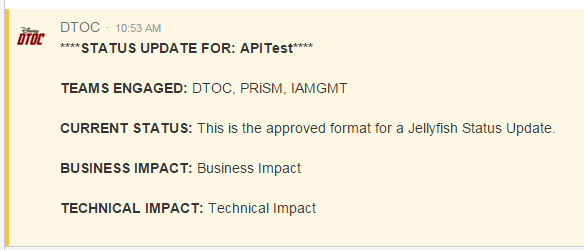 Disney
DTOC
DTOC · 10:53 AM
****STATUS UPDATE FOR: APITest****
TEAMS ENGAGED: DTOC, PRiSM, IAMGMT
CURRENT STATUS: This is the approved format for a Jellyfish Status Update.
BUSINESS IMPACT: Business Impact
TECHNICAL IMPACT: Technical Impact